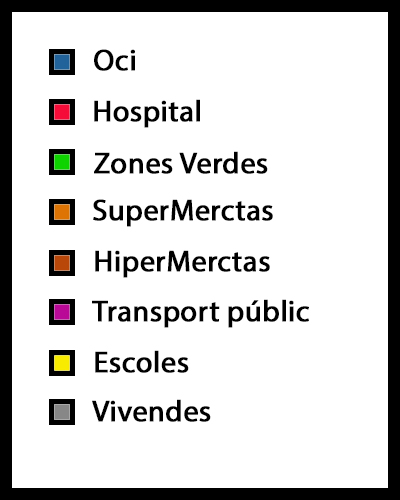 Oci
Hospital
Zones Verdes
SuperMerctas
HiperMerctas
Transport públic
Escoles
Vivendes